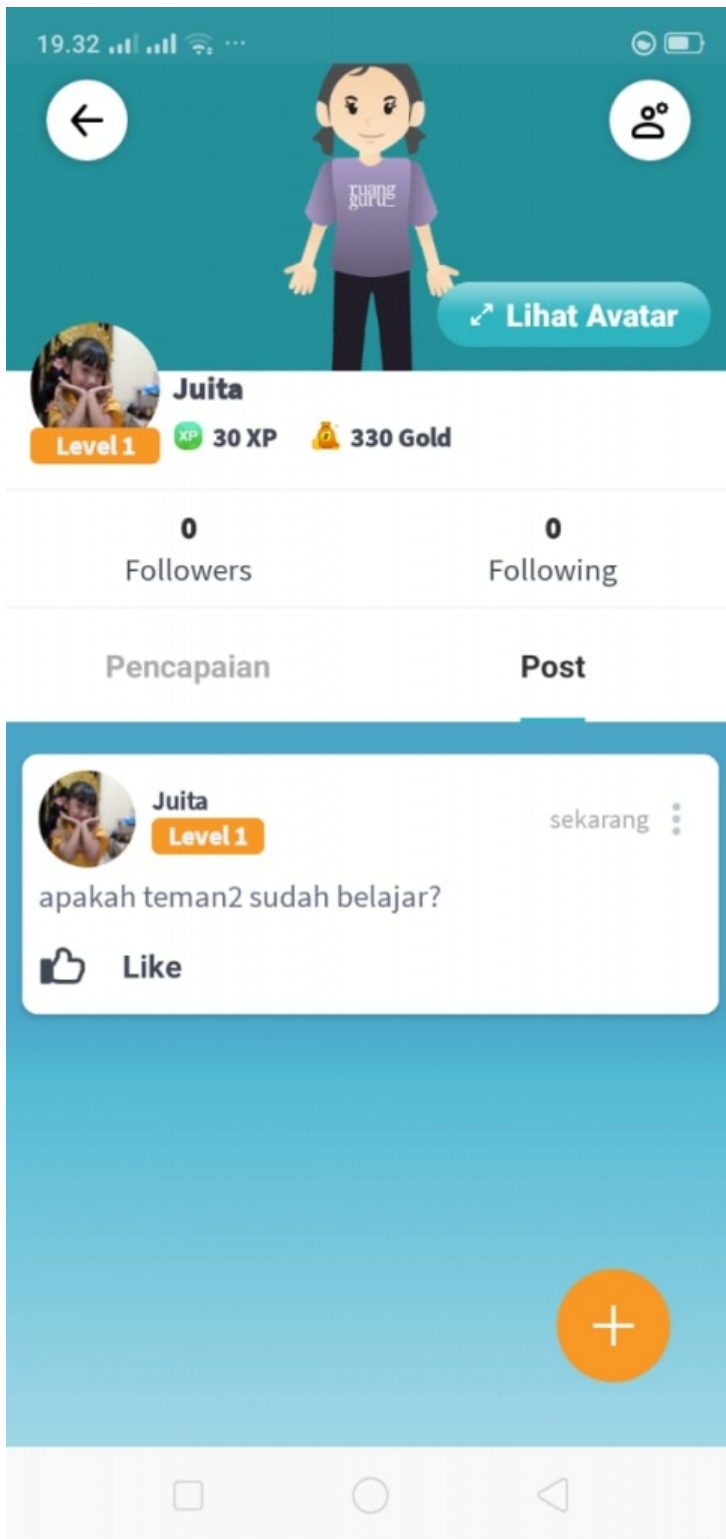 19.32
ruang
guru
Lihat Avatar
Juita
Level 1
XP 30 XP 330 Gold
0
Followers
0
Following
Pencapaian
Post
Juita
Level 1
sekarang
apakah teman2 sudah belajar?
Like